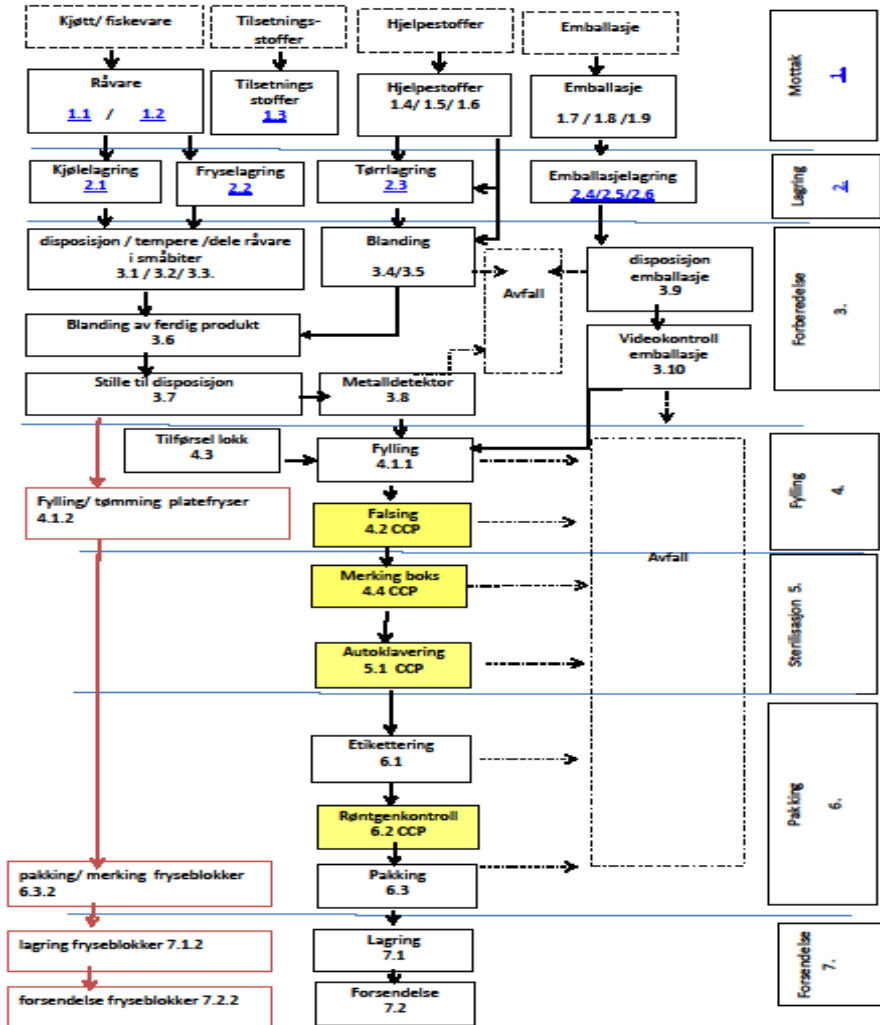 Kjøtt/ fiskevare
Tilsetnings-
stoffer
Hjelpestoffer
Emballasje
Råvare
1.1 / 1.2
Tilsetnings
stoffer
1.3
Hjelpestoffer
1.4/ 1.5/ 1.6
Emballasje
1.7 / 1.8 /1.9
Mottak
1.
Kjølelagring
2.1
Fryselagring
2.2
Tørrlagring
2.3
Emballasjelagring
2.4/2.5/2.6
Lagring
2.
disposisjon / tempere /dele råvare
i småbiter
3.1 / 3.2/ 3.3.
Blanding
3.4/3.5
Avfall
disposisjon
emballasje
3.9
Blanding av ferdig produkt
3.6
Videokontroll
emballasje
3.10
Stille til disposisjon
3.7
Metalldetektor
3.8
Forberedelse
3.
Tilførsel lokk
4.3
Fylling
4.1.1
Fylling/ tømming platefryser
4.1.2
Falsing
4.2 CCP
Fylling
4.
Avfall
Merking boks
4.4 CCP
Autoklavering
5.1 CCP
Sterilisasjon 5.
Etikettering
6.1
Røntgenkontroll
6.2 CCP
pakking/ merking fryseblokker
6.3.2
Pakking
6.3
Pakking
6.
lagring fryseblokker 7.1.2
Lagring
7.1
forsendelse fryseblokker 7.2.2
Forsendelse
7.2
Forsendelse
7.